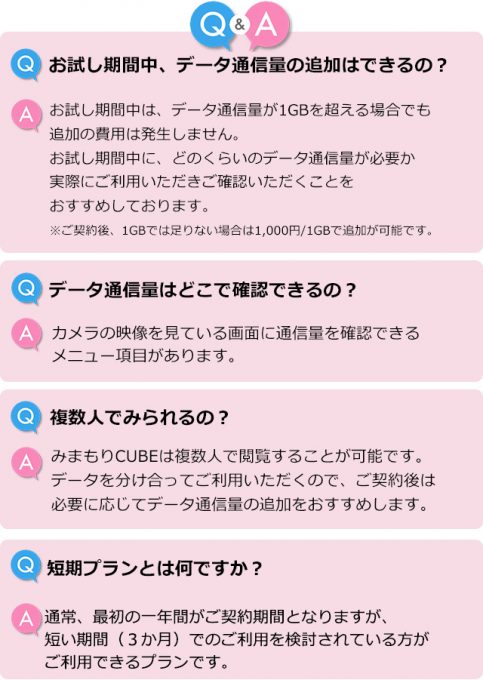 Q&A
Q お試し期間中、データ通信量の追加はできるの？
A お試し期間中は、データ通信量が1GBを超える場合でも
追加の費用は発生しません。
お試し期間中に、どのくらいのデータ通信量が必要か
実際にご利用いただきご確認いただくことを
おすすめしております。
※ご契約後、1GBでは足りない場合は1,000円/1GBで追加が可能です。
Q データ通信量はどこで確認できるの？
A カメラの映像を見ている画面に通信量を確認できる
メニュー項目があります。
Q 複数人でみられるの？
A みまもりCUBEは複数人で閲覧することが可能です。
データを分け合ってご利用いただくので、ご契約後は
必要に応じてデータ通信量の追加をおすすめします。
Q 短期プランとは何ですか？
A 通常、最初の一年間がご契約期間となりますが、
短い期間（３か月）でのご利用を検討されている方が
ご利用できるプランです。